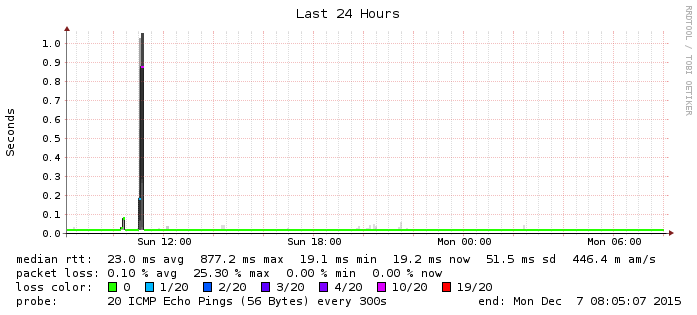 Last 24 Hours
RRDTOOL / TOBI OETIKER
Seconds
1.0
0.9
0.8
0.7
0.6
0.5
0.4
0.3
0.2
0.1
0.0
Sun 12:00 Sun 18:00 Mon 00:00 Mon 06:00
median rtt: 23.0 ms avg 877.2 ms max 19.1 ms min 19.2 ms now 51.5 ms sd 446.4 m am/s
packet loss: 0.10 % avg 25.30 % max 0.00 % min 0.00 % now
loss color: 0 1/20 2/20 3/20 4/20 10/20 19/20
probe: 20 ICMP Echo Pings (56 Bytes) every 300s end: Mon Dec 7 08:05:07 2015